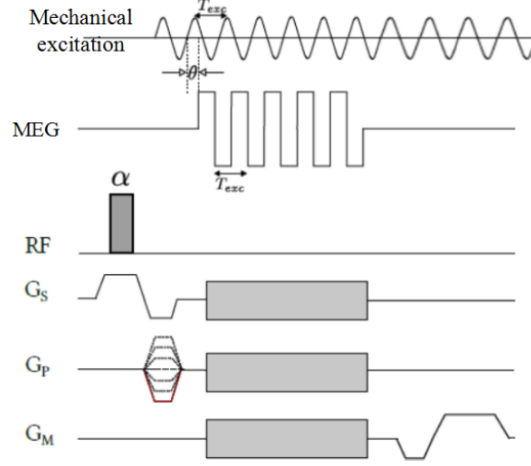 Mechanical
excitation
T_exc
θ
MEG
T_exc
α
RF
G_S
G_P
G_M